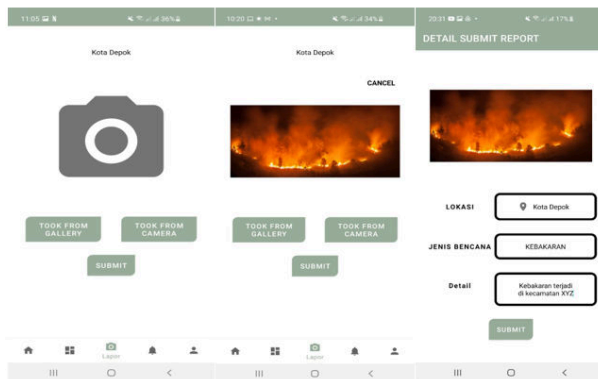 11:05 36%
Kota Depok
TOOK FROM
GALLERY
TOOK FROM
CAMERA
SUBMIT
Lapor
10:20 34%
Kota Depok
CANCEL
TOOK FROM
GALLERY
TOOK FROM
CAMERA
SUBMIT
Lapor
20:31 17%
DETAIL SUBMIT REPORT
LOKASI
Kota Depok
JENIS BENCANA
KEBAKARAN
Detail
Kebakaran terjadi
di kecamatan XYZ
SUBMIT